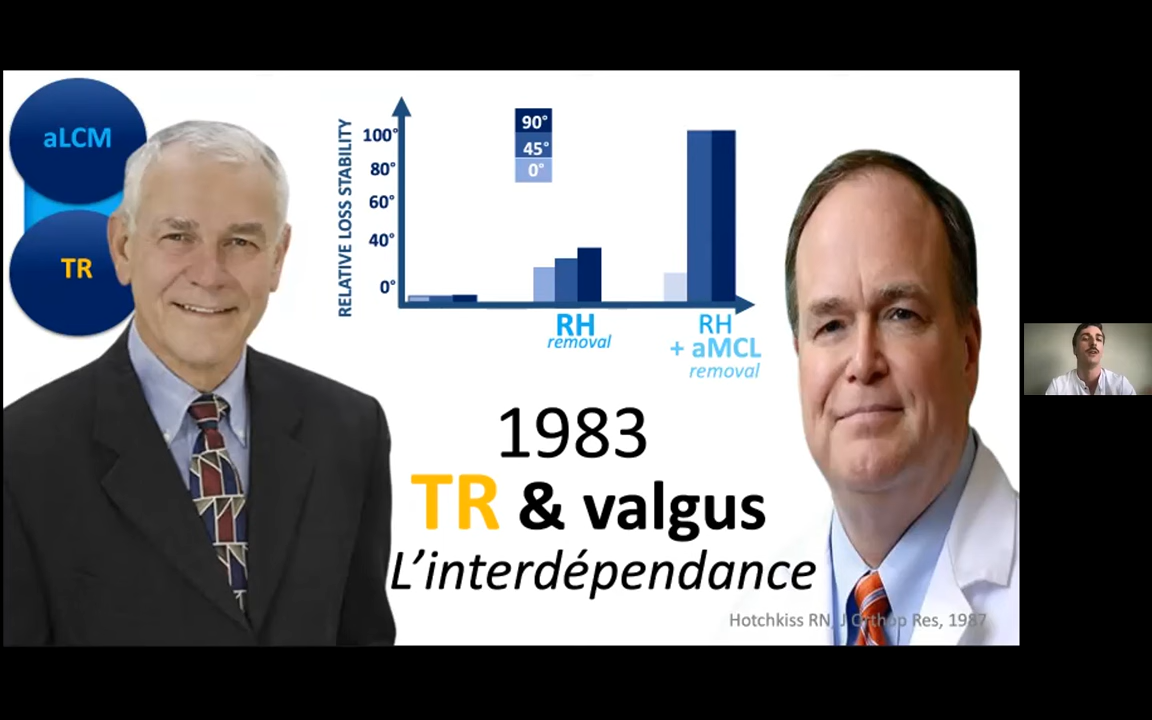 aLCM
TR
RELATIVE LOSS STABILITY
100°
80°
60°
40°
0°
90°
45°
0°
RH
removal
RH
+ aMCL
removal
1983
TR & valgus
L’interdépendance
Hotchkiss RN, J Orthop Res, 1987